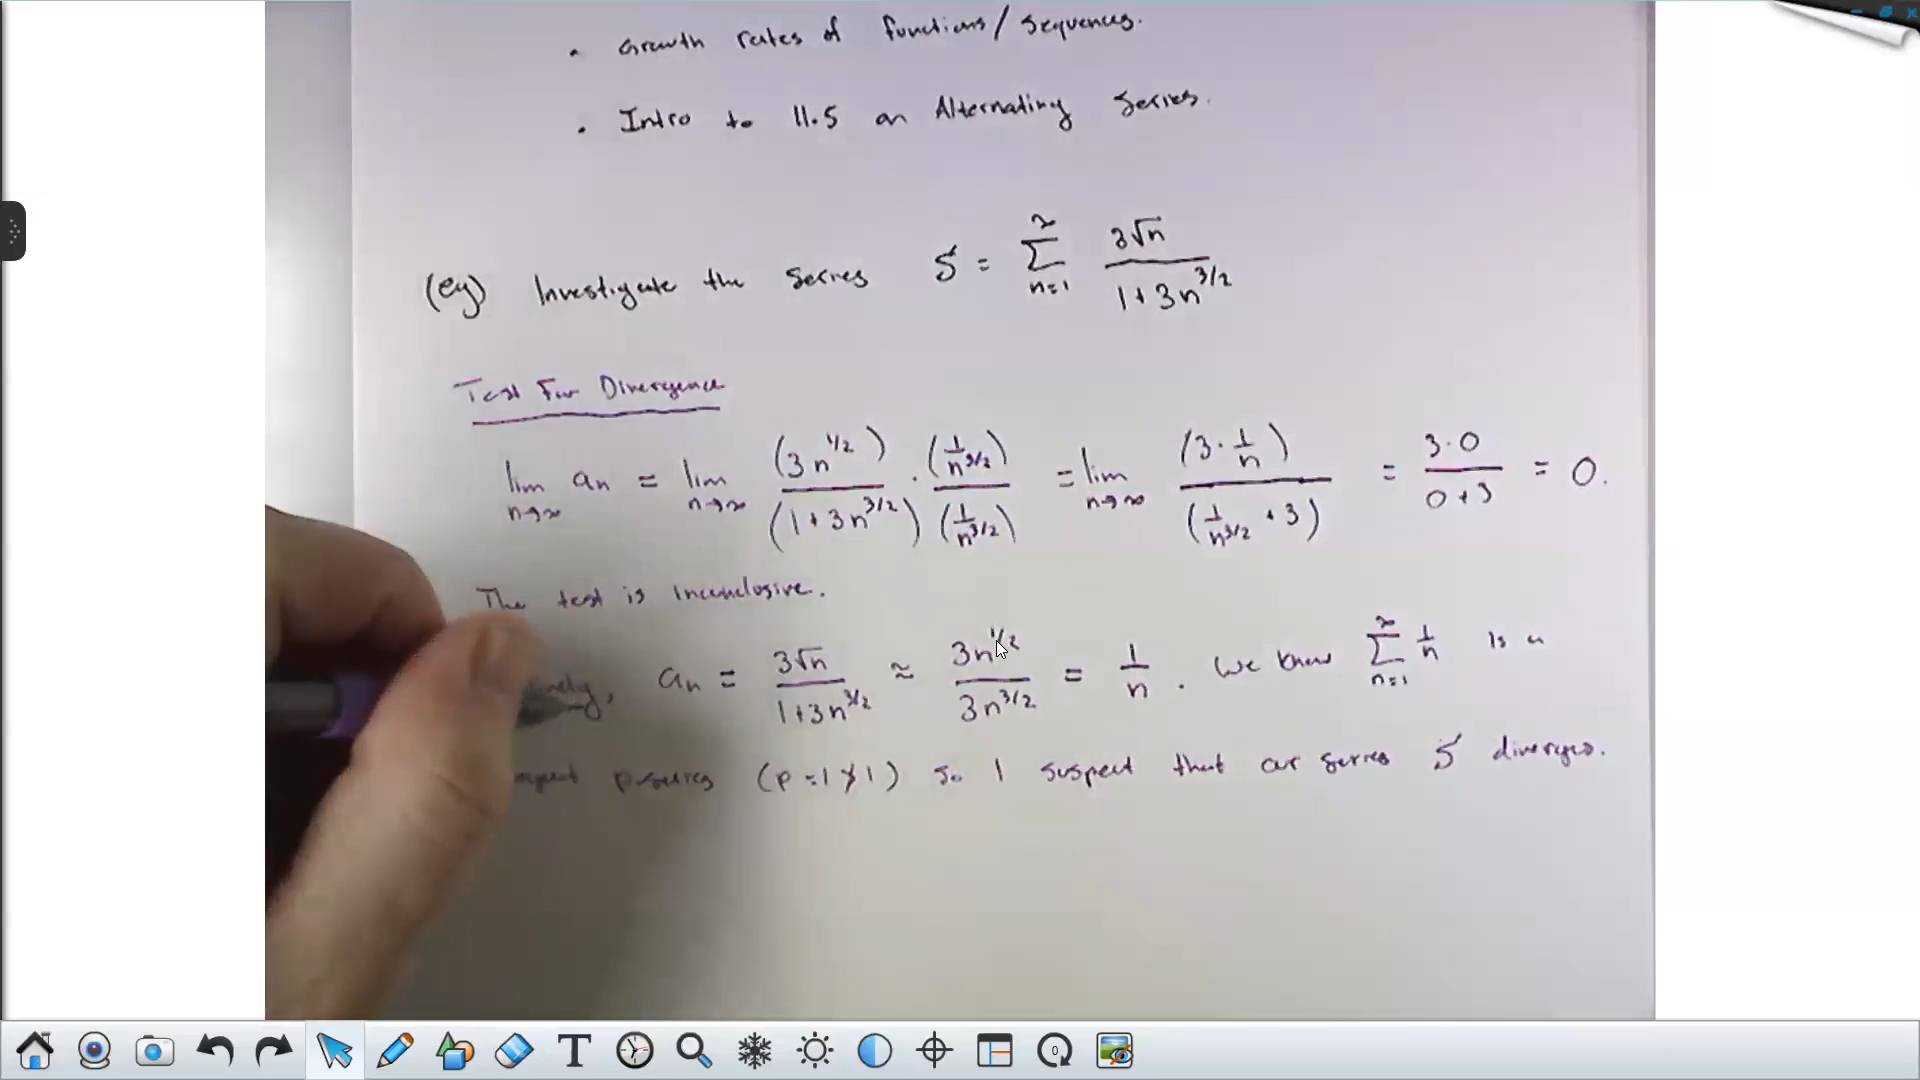 • Growth rates of functions/sequences.
• Intro to 11.5 on Alternating Series.
(eg) Investigate the series S = ∑_{n=1}^{∞} 3√n / (1+3n^{3/2})
Test For Divergence
lim_{n→∞} a_n = lim_{n→∞} (3n^{1/2}) / (1+3n^{3/2}) · (1/n^{3/2}) / (1/n^{3/2}) = lim_{n→∞} (3·1/n) / (1/n^{3/2} + 3) = 3·0 / 0+3 = 0.
The test is inconclusive.
a_n = 3√n / 1+3n^{3/2} ≈ 3n^{1/2} / 3n^{3/2} = 1/n. We know ∑_{n=1}^{∞} 1/n is a
p-series (p=1≯1) so I suspect that our series S diverges.
T
0